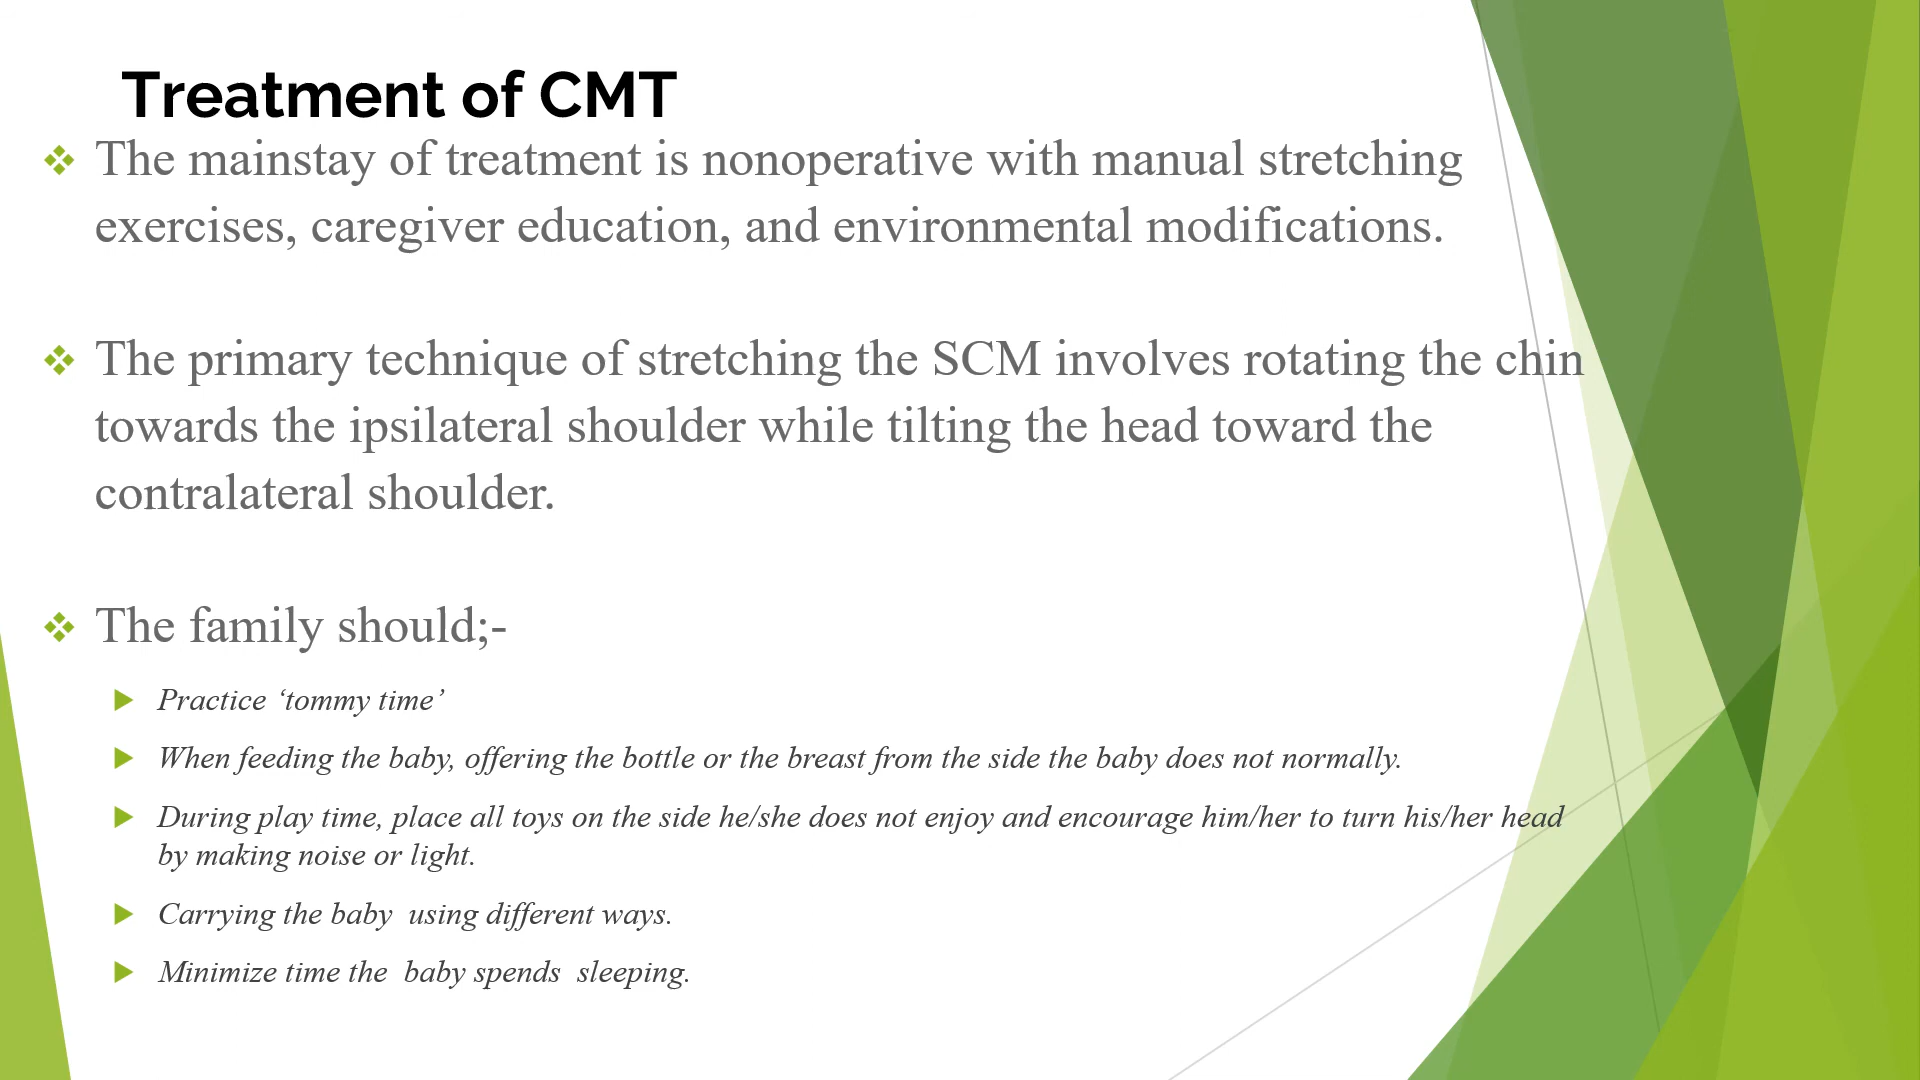 Treatment of CMT
The mainstay of treatment is nonoperative with manual stretching
exercises, caregiver education, and environmental modifications.
The primary technique of stretching the SCM involves rotating the chin
towards the ipsilateral shoulder while tilting the head toward the
contralateral shoulder.
The family should;-
Practice ‘tommy time’
When feeding the baby, offering the bottle or the breast from the side the baby does not normally.
During play time, place all toys on the side he/she does not enjoy and encourage him/her to turn his/her head
by making noise or light.
Carrying the baby  using different ways.
Minimize time the  baby spends  sleeping.